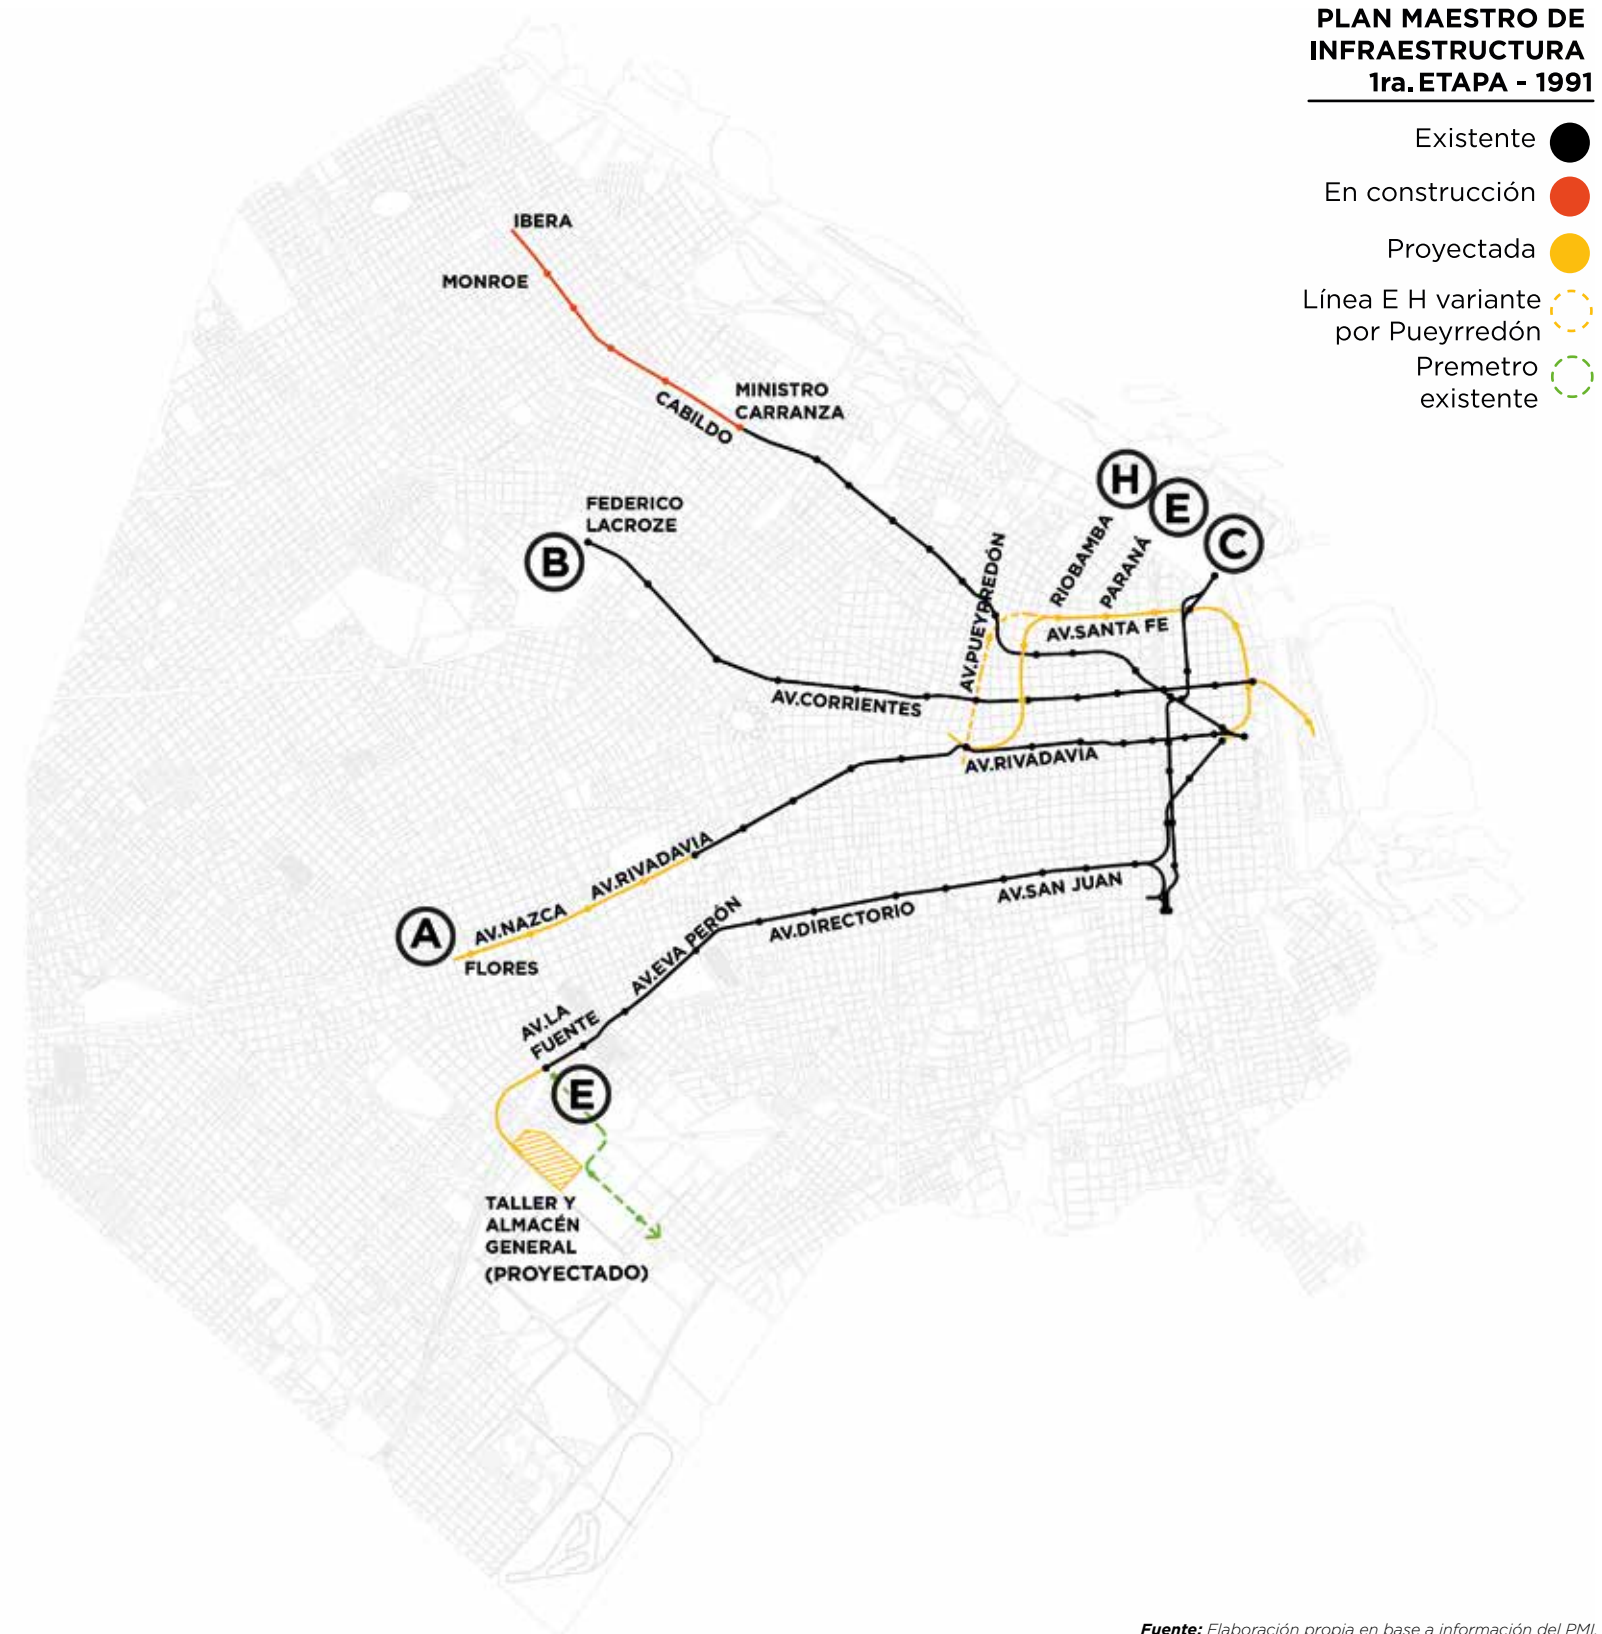 PLAN MAESTRO DE
INFRAESTRUCTURA
1ra. ETAPA - 1991
Existente
En construcción
Proyectada
Línea E H variante
por Pueyrredón
Premetro
existente
IBERA
MONROE
MINISTRO
CARRANZA
CABILDO
FEDERICO
LACROZE
B
H
E
C
RIOBAMBA
PARANÁ
AV.PUEYRREDÓN
AV.SANTA FE
AV.CORRIENTES
AV.RIVADAVIA
AV.RIVADAVIA
AV.NAZCA
A
FLORES
AV.SAN JUAN
AV.DIRECTORIO
AV.EVA PERÓN
AV.LA
FUENTE
E
TALLER Y
ALMACÉN
GENERAL
(PROYECTADO)
Fuente: Elaboración propia en base a información del PMI.